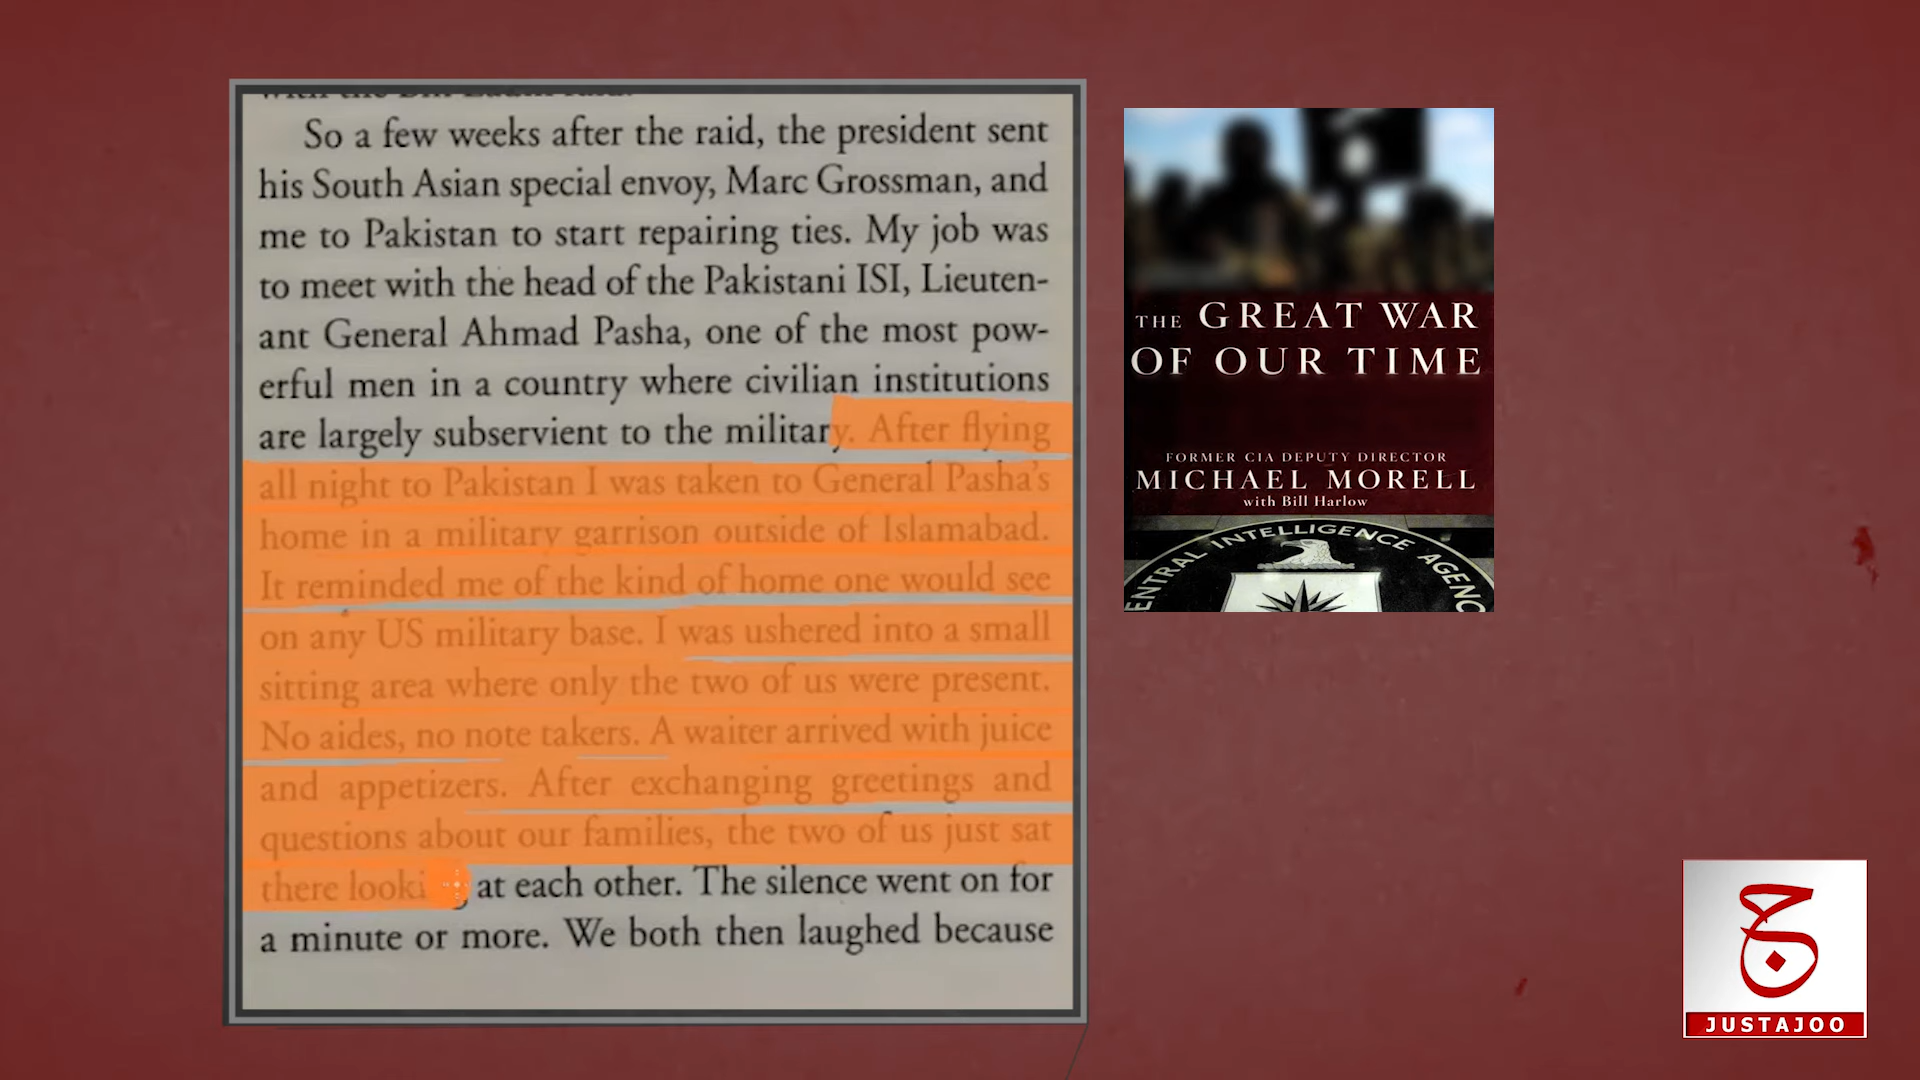 So a few weeks after the raid, the president sent
his South Asian special envoy, Marc Grossman, and
me to Pakistan to start repairing ties. My job was
to meet with the head of the Pakistani ISI, Lieuten-
ant General Ahmad Pasha, one of the most pow-
erful men in a country where civilian institutions
are largely subservient to the military. After flying
all night to Pakistan I was taken to General Pasha's
home in a military garrison outside of Islamabad.
It reminded me of the kind of home one would see
on any US military base. I was ushered into a small
sitting area where only the two of us were present.
No aides, no note takers. A waiter arrived with juice
and appetizers. After exchanging greetings and
questions about our families, the two of us just sat
there looking at each other. The silence went on for
a minute or more. We both then laughed because
THE GREAT WAR
OF OUR TIME
FORMER CIA DEPUTY DIRECTOR
MICHAEL MORELL
with Bill Harlow
ENTRAL INTELLIGENCE AGENC
ج
JUSTAJOO